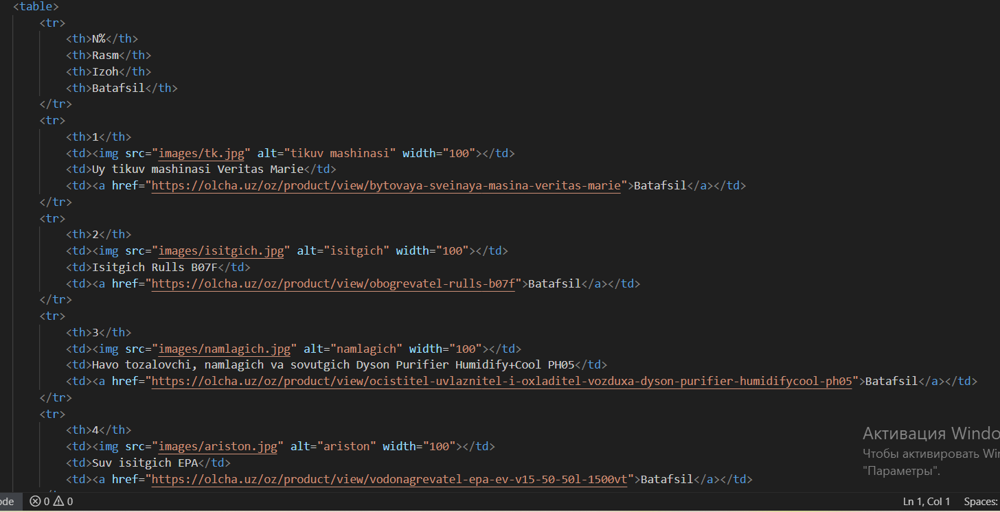 <table>
<tr>
<th>N%</th>
<th>Rasm</th>
<th>Izoh</th>
<th>Batafsil</th>
</tr>
<tr>
<th>1</th>
<td><img src="images/tk.jpg" alt="tikuv mashinasi" width="100"></td>
<td>Uy tikuv mashinasi Veritas Marie</td>
<td><a href="https://olcha.uz/oz/product/view/bytovaya-sveinaya-masina-veritas-marie">Batafsil</a></td>
</tr>
<tr>
<th>2</th>
<td><img src="images/isitgich.jpg" alt="isitgich" width="100"></td>
<td>Isitgich Rulls B07F</td>
<td><a href="https://olcha.uz/oz/product/view/obogrevatel-rulls-b07f">Batafsil</a></td>
</tr>
<tr>
<th>3</th>
<td><img src="images/namlagich.jpg" alt="namlagich" width="100"></td>
<td>Havo tozalovchi, namlagich va sovutgich Dyson Purifier Humidify+Cool PH05</td>
<td><a href="https://olcha.uz/oz/product/view/ocistitel-uvlaznitel-i-oxladitel-vozduxa-dyson-purifier-humidifycool-ph05">Batafsil</a></td>
</tr>
<tr>
<th>4</th>
<td><img src="images/ariston.jpg" alt="ariston" width="100"></td>
<td>Suv isitgich EPA</td>
<td><a href="https://olcha.uz/oz/product/view/vodonagrevatel-epa-ev-v15-50-50l-1500vt">Batafsil</a></td>
Активация Windo
Чтобы активировать Wi
"Параметры".
ode 0 0 Ln 1, Col 1 Spaces: